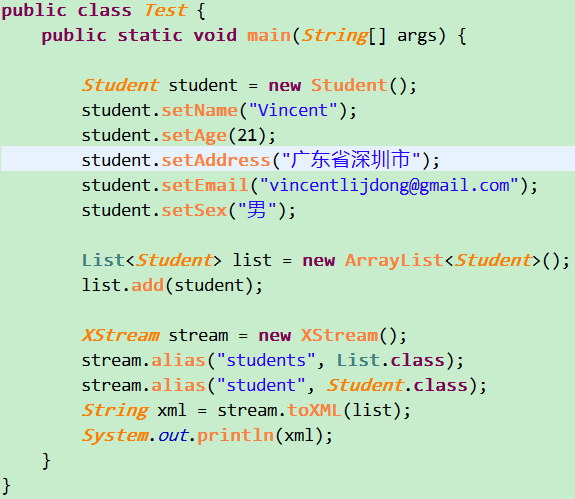 public class Test {
public static void main(String[] args) {
Student student = new Student();
student.setName("Vincent");
student.setAge(21);
student.setAddress("广东省深圳市");
student.setEmail("vincentlijdong@gmail.com");
student.setSex("男");
List<Student> list = new ArrayList<Student>();
list.add(student);
XStream stream = new XStream();
stream.alias("students", List.class);
stream.alias("student", Student.class);
String xml = stream.toXML(list);
System.out.println(xml);
}
}